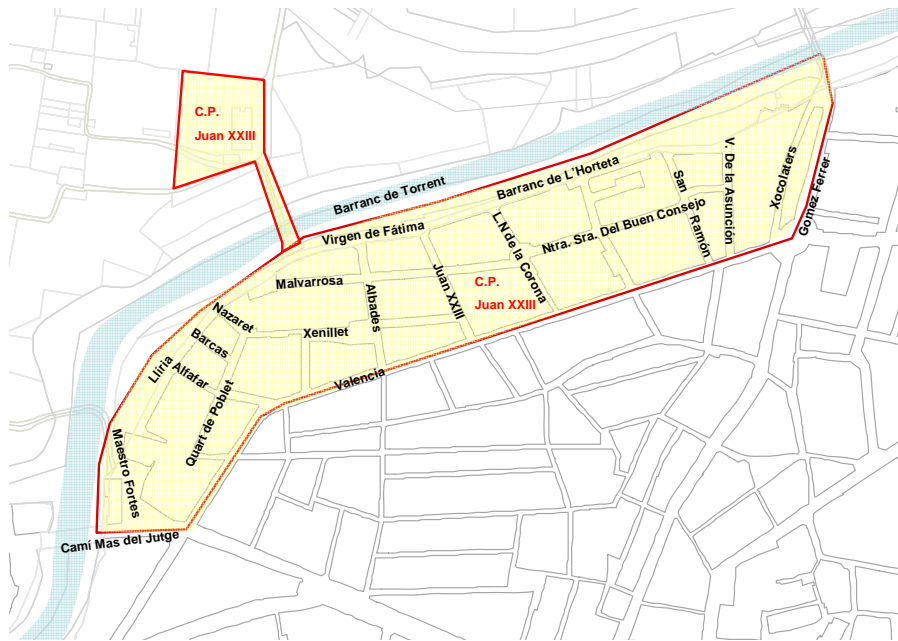 C.P.
Juan XXIII
Barranc de Torrent
Barranc de L'Horteta
V. De la Asunción
Xocolaters
Gomez Ferrer
San Ramón
Virgen de Fátima
L.N de la Corona
Ntra. Sra. Del Buen Consejo
Malvarrosa
Albades
Juan XXIII
C.P.
Juan XXIII
Nazaret
Barcas
Xenillet
Lliria
Alfafar
Valencia
Quart de Poblet
Maestro Fortes
Camí Mas del Jutge